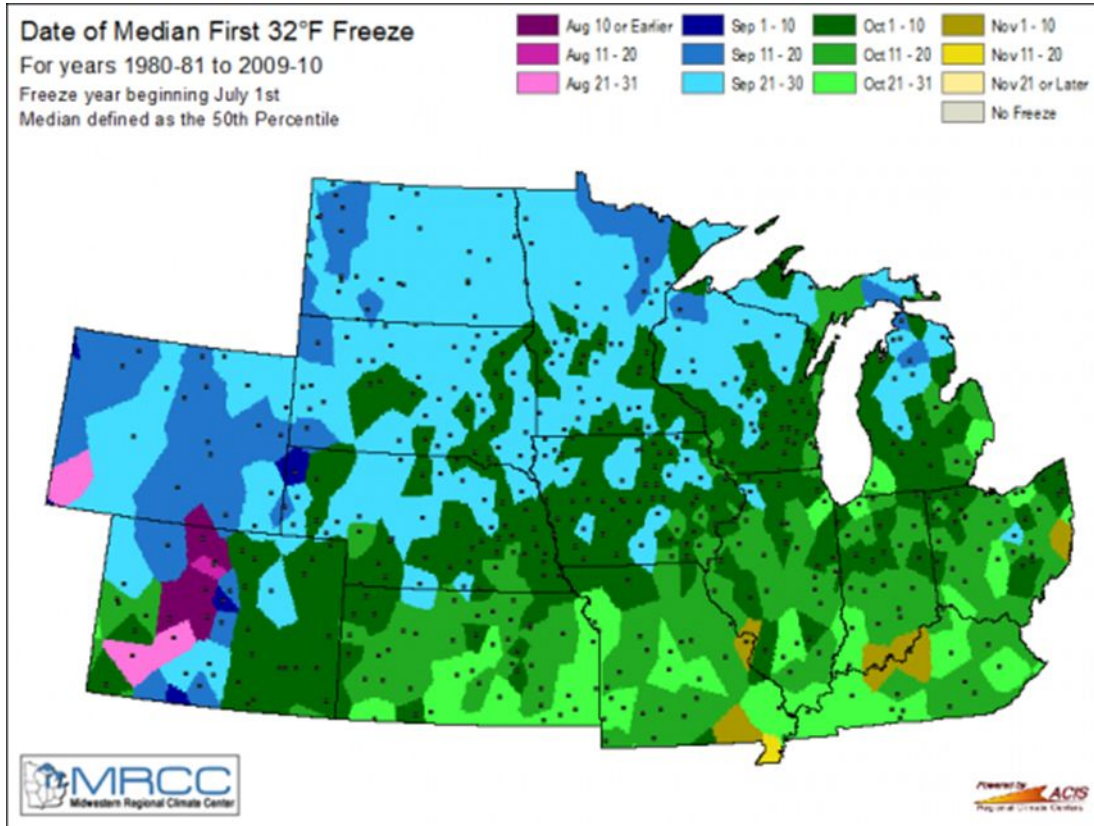 Date of Median First 32°F Freeze
For years 1980-81 to 2009-10
Freeze year beginning July 1st
Median defined as the 50th Percentile
Aug 10 or Earlier
Aug 11 - 20
Aug 21 - 31
Sep 1 - 10
Sep 11 - 20
Sep 21 - 30
Oct 1 - 10
Oct 11 - 20
Oct 21 - 31
Nov 1 - 10
Nov 11 - 20
Nov 21 or Later
No Freeze
MRCC
Midwestern Regional Climate Center
Powered by
ACIS
Regional Climate Centers